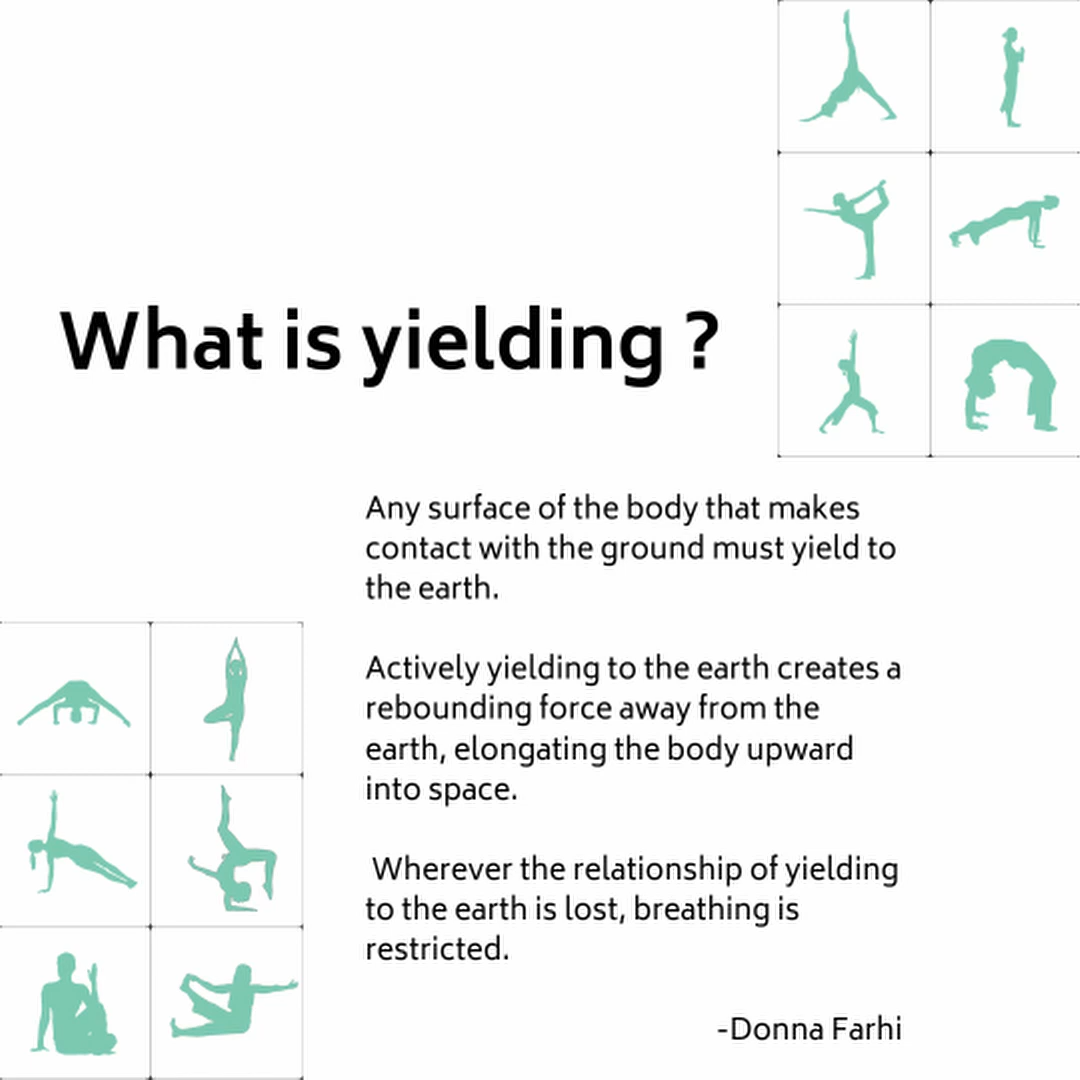 What is yielding ?
Any surface of the body that makes
contact with the ground must yield to
the earth.
Actively yielding to the earth creates a
rebounding force away from the
earth, elongating the body upward
into space.
Wherever the relationship of yielding
to the earth is lost, breathing is
restricted.
-Donna Farhi